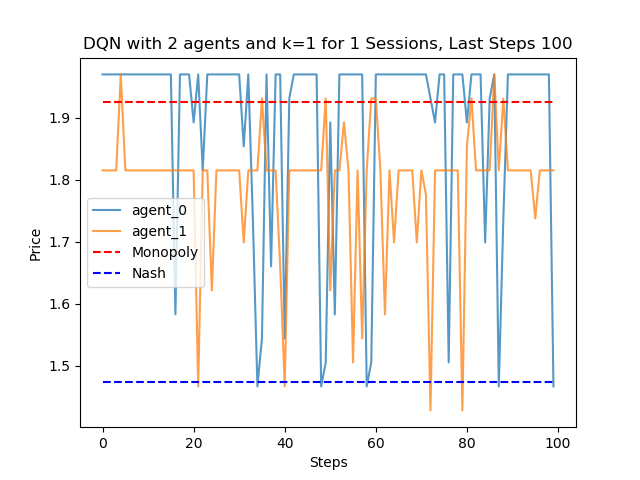 DQN with 2 agents and k=1 for 1 Sessions, Last Steps 100
Price
1.9
1.8
1.7
1.6
1.5
agent_0
agent_1
Monopoly
Nash
0 20 40 60 80 100
Steps